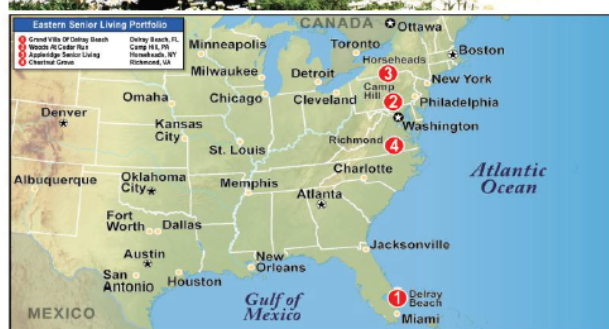 Eastern Senior Living Portfolio
1 Grand Villa Of Delray Beach Delray Beach, FL
2 Woods At Cedar Run Camp Hill, PA
3 Appleridge Senior Living Horseheads, NY
4 Chestnut Grove Richmond, VA
CANADA
Ottawa
Minneapolis
Toronto
Boston
Horseheads
Milwaukee
Detroit
3
New York
Omaha
Chicago
Cleveland
Camp
Hill
2
Philadelphia
Denver
Kansas
City
Washington
St. Louis
Richmond
4
Albuquerque
Oklahoma
City
Memphis
Charlotte
Atlantic
Ocean
Atlanta
Fort
Worth
Dallas
Jacksonville
Austin
San
Antonio
Houston
New
Orleans
Gulf of
Mexico
1
Delray
Beach
Miami
MEXICO